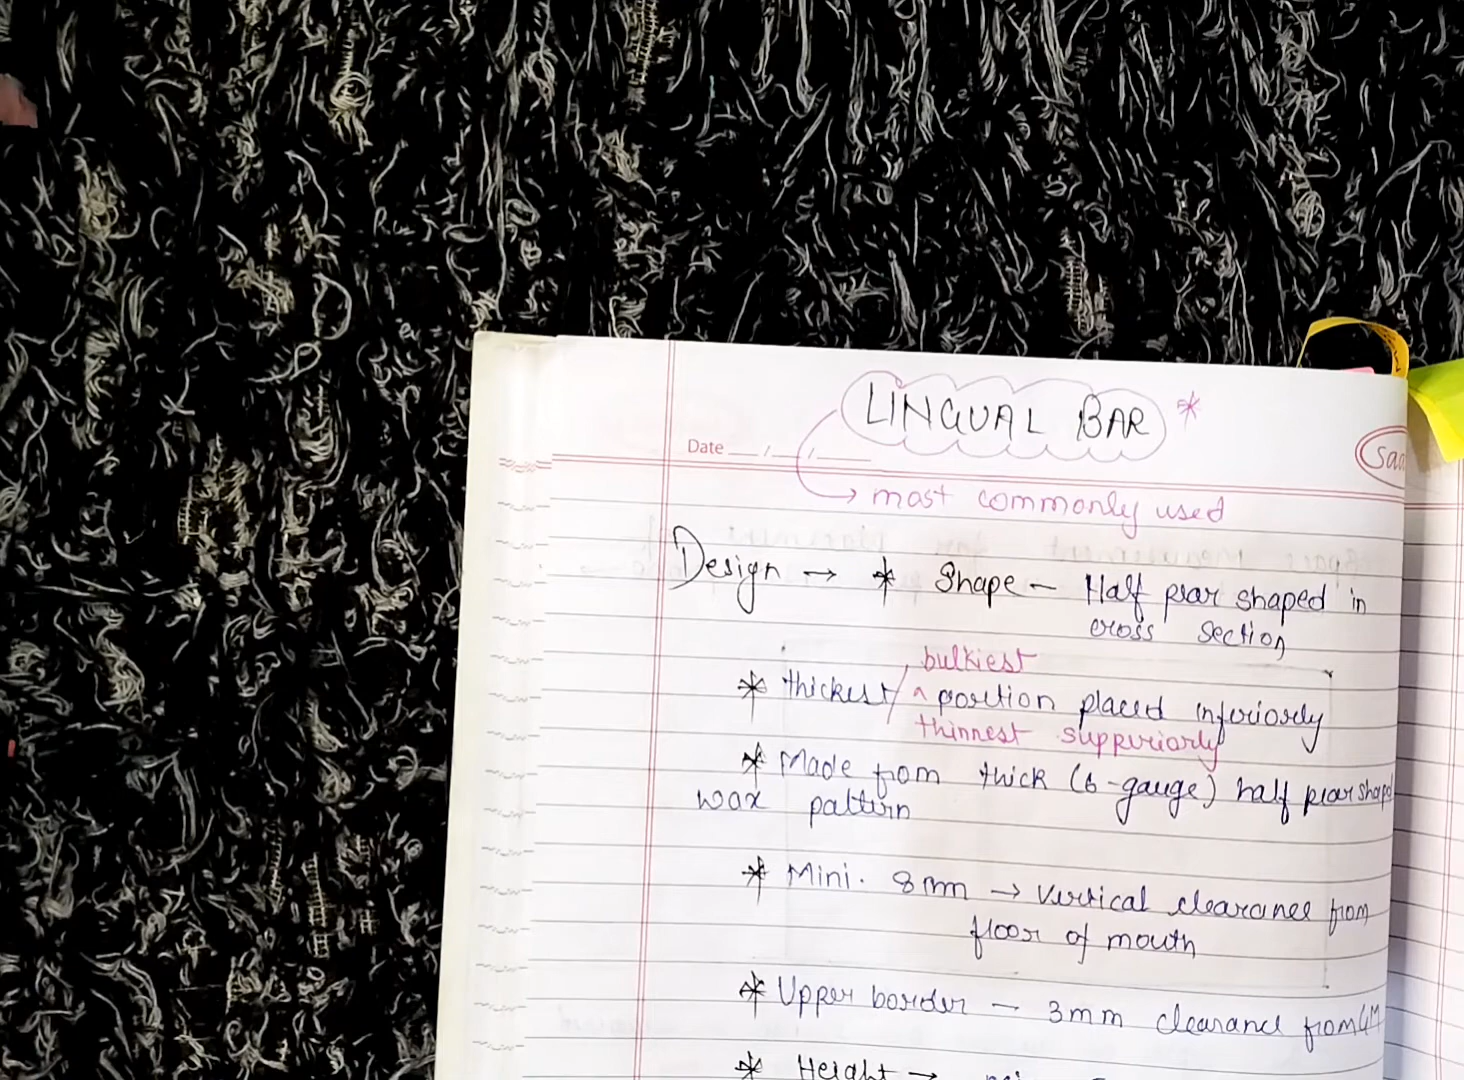 LINGUAL BAR *
Date
→ most commonly used
Design → * Shape – Half pear shaped in
cross section
bulkiest
* thickest / portion placed inferiorly
thinnest suppuriorly
* Made from thick (6-gauge) half pear shaped
wax pattern
* Mini. 8mm → vertical clearance from
floor of mouth
* Upper border – 3mm clearance from GM
* Height →